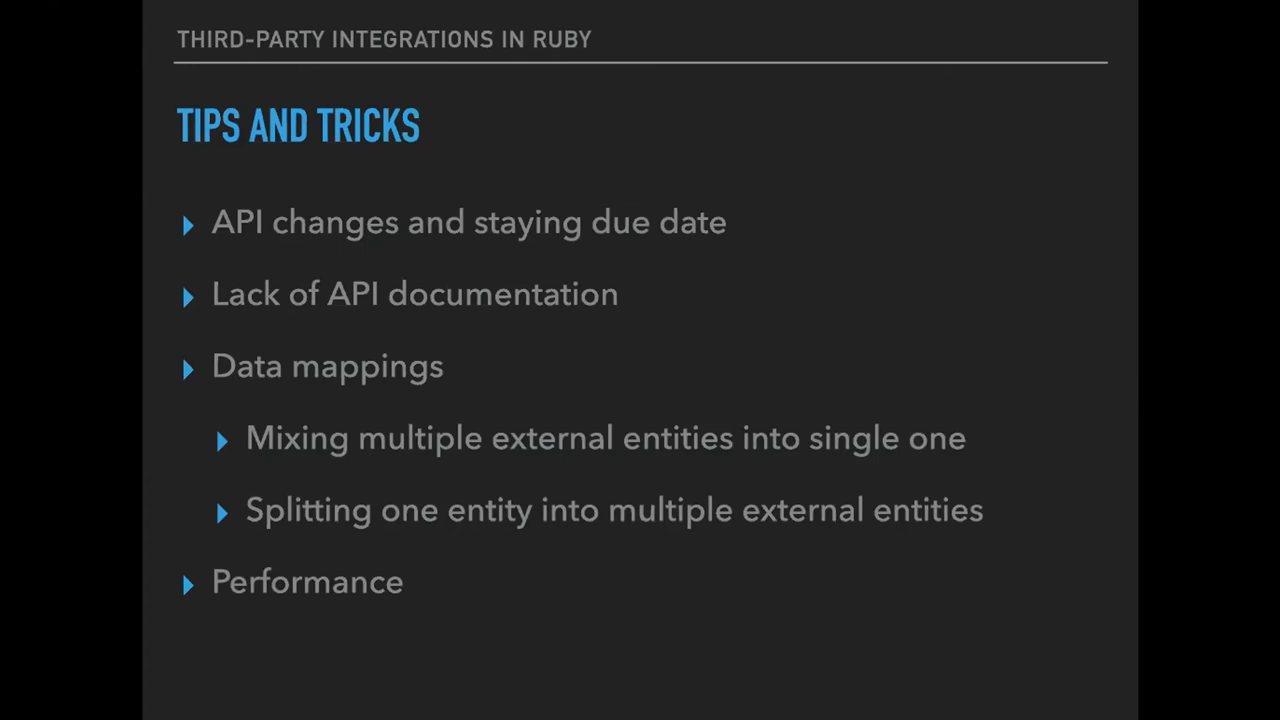 THIRD-PARTY INTEGRATIONS IN RUBY
TIPS AND TRICKS
API changes and staying due date
Lack of API documentation
Data mappings
Mixing multiple external entities into single one
Splitting one entity into multiple external entities
Performance